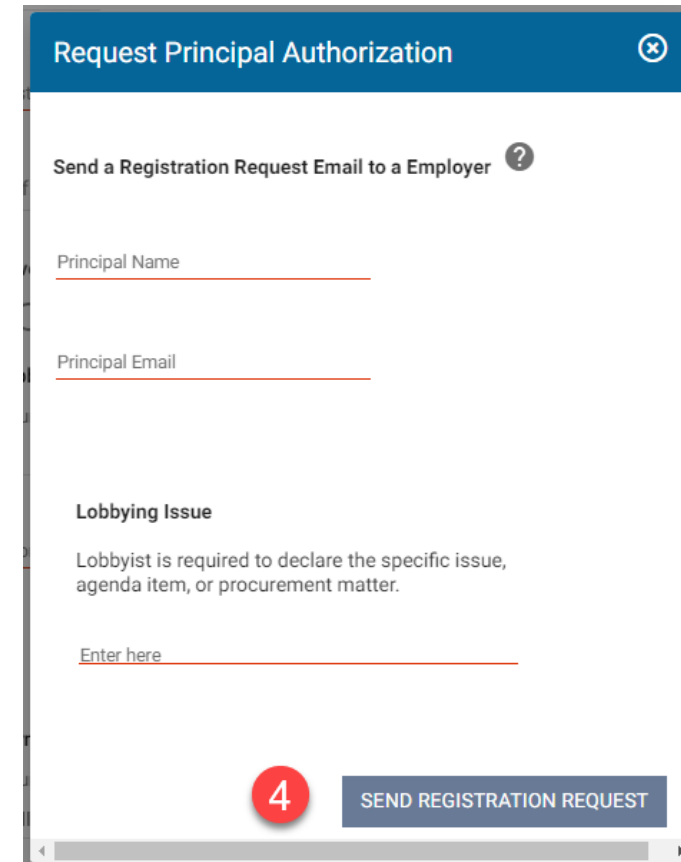 Request Principal Authorization
Send a Registration Request Email to a Employer ?
Principal Name
Principal Email
Lobbying Issue
Lobbyist is required to declare the specific issue,
agenda item, or procurement matter.
Enter here
4
SEND REGISTRATION REQUEST